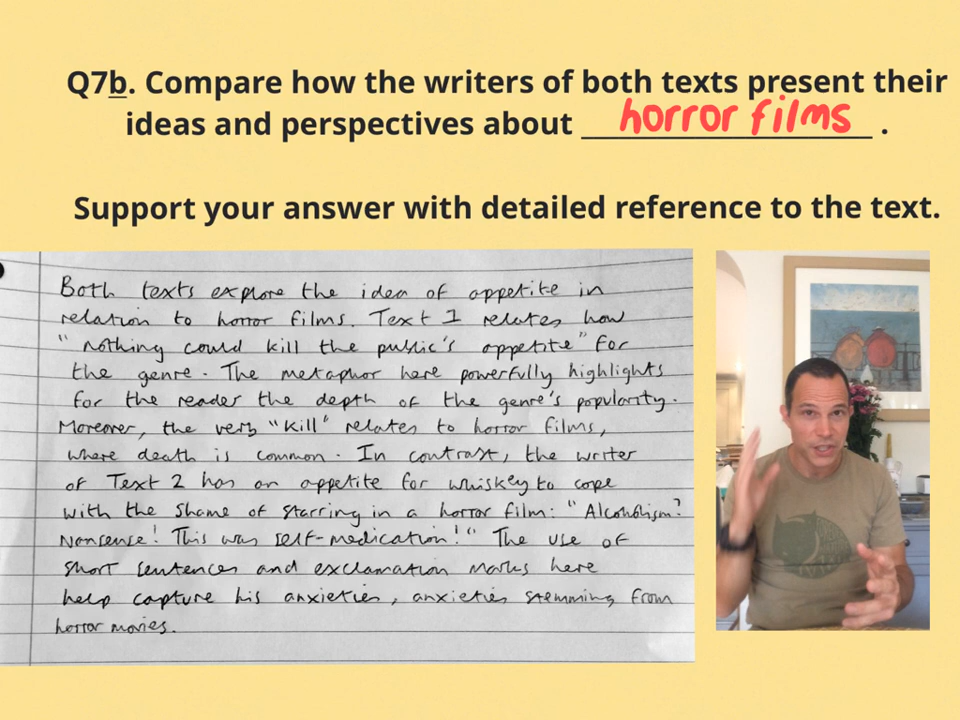 Q7b. Compare how the writers of both texts present their
ideas and perspectives about horror films .
Support your answer with detailed reference to the text.
Both texts explore the idea of appetite in
relation to horror films. Text 1 relates how
"nothing could kill the public's appetite" for
the genre. The metaphor here powerfully highlights
for the reader the depth of the genre's popularity.
Moreover, the verb "kill" relates to horror films,
where death is common. In contrast, the writer
of Text 2 has an appetite for whiskey to cope
with the shame of starring in a horror film: "Alcoholism?
Nonsense! This was self-medication!" The use of
short sentences and exclamation marks here
help capture his anxieties, anxieties stemming from
horror movies.